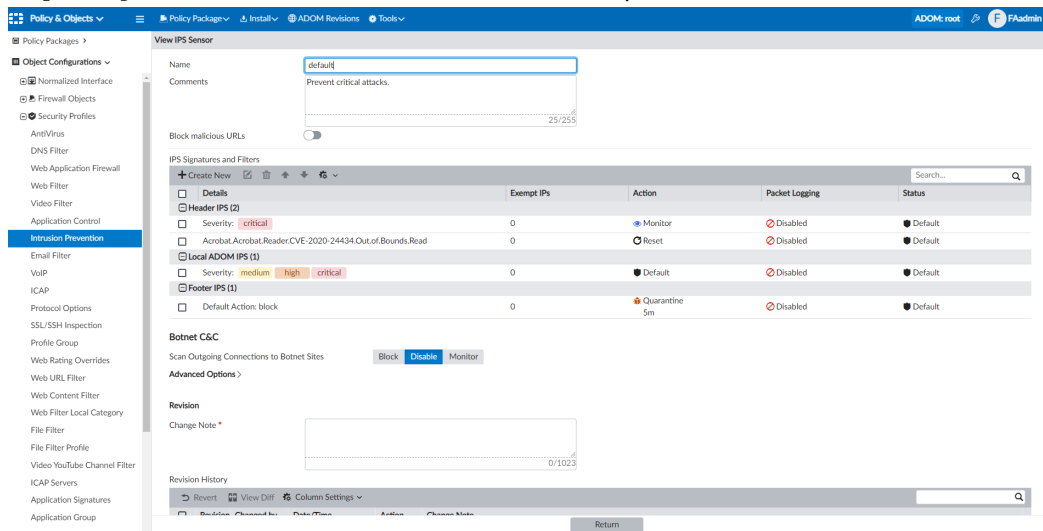 Policy & Objects
Policy Package
Install
ADOM Revisions
Tools
ADOM: root
F
FAadmin
Policy Packages
View IPS Sensor
Object Configurations
Normalized Interface
Firewall Objects
Security Profiles
AntiVirus
DNS Filter
Web Application Firewall
Web Filter
Video Filter
Application Control
Intrusion Prevention
Email Filter
VoIP
ICAP
Protocol Options
SSL/SSH Inspection
Profile Group
Web Rating Overrides
Web URL Filter
Web Content Filter
Web Filter Local Category
File Filter
File Filter Profile
Video YouTube Channel Filter
ICAP Servers
Application Signatures
Application Group
Name default
Comments Prevent critical attacks.
25/255
Block malicious URLs
IPS Signatures and Filters
Create New Search...
Details Exempt IPs Action Packet Logging Status
Header IPS (2)
Severity: critical 0 Monitor Disabled Default
Acrobat.Acrobat.Reader.CVE-2020-24434.Out.of.Bounds.Read 0 Reset Disabled Default
Local ADOM IPS (1)
Severity: medium high critical 0 Default Disabled Default
Footer IPS (1)
Default Action: block 0 Quarantine 5m Disabled Default
Botnet C&C
Scan Outgoing Connections to Botnet Sites Block Disable Monitor
Advanced Options >
Revision
Change Note *
0/1023
Revision History
Revert View Diff Column Settings
Revision Changed by Date/Time Action Change Note
Return